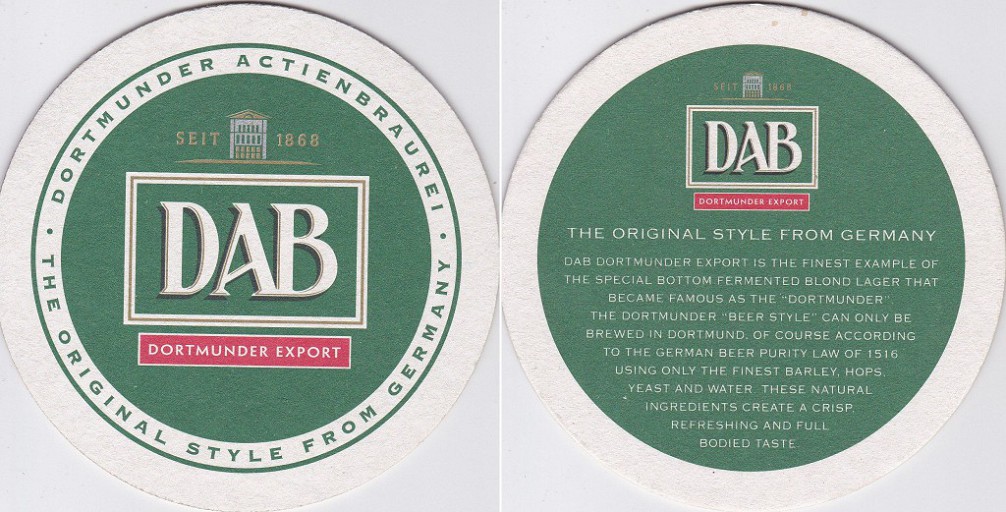 DORTMUNDER ACTIENBRAUREI
SEIT 1868
DAB
DORTMUNDER EXPORT
THE ORIGINAL STYLE FROM GERMANY
SEIT 1868
DAB
DORTMUNDER EXPORT
THE ORIGINAL STYLE FROM GERMANY
DAB DORTMUNDER EXPORT IS THE FINEST EXAMPLE OF
THE SPECIAL BOTTOM FERMENTED BLOND LAGER THAT
BECAME FAMOUS AS THE "DORTMUNDER".
THE DORTMUNDER "BEER STYLE" CAN ONLY BE
BREWED IN DORTMUND, OF COURSE ACCORDING
TO THE GERMAN BEER PURITY LAW OF 1516
USING ONLY THE FINEST BARLEY, HOPS,
YEAST AND WATER. THESE NATURAL
INGREDIENTS CREATE A CRISP,
REFRESHING AND FULL
BODIED TASTE.